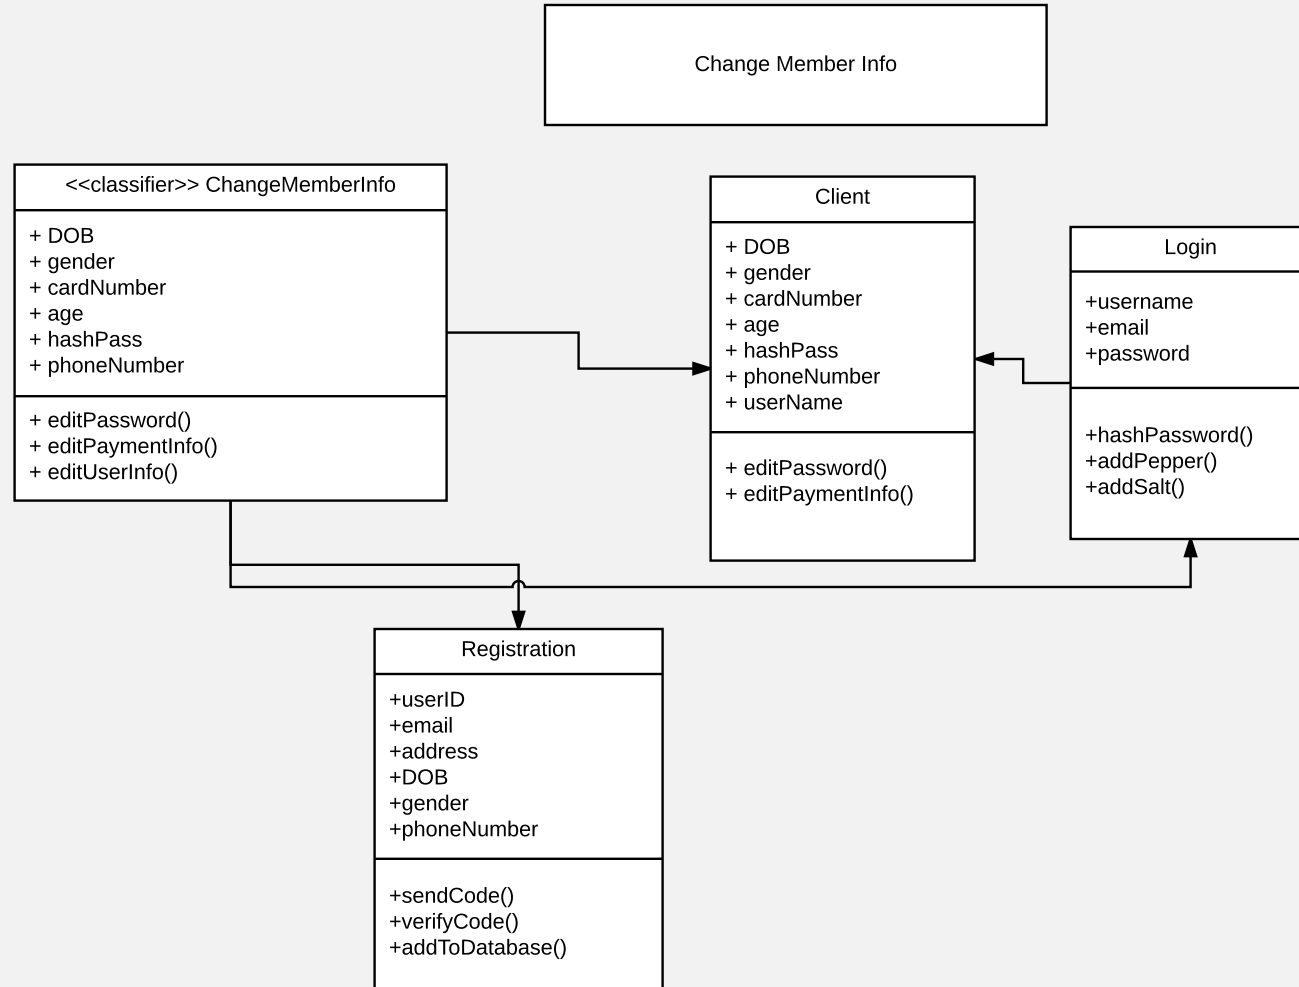 Change Member Info
<<classifier>> ChangeMemberInfo
+ DOB
+ gender
+ cardNumber
+ age
+ hashPass
+ phoneNumber
+ editPassword()
+ editPaymentInfo()
+ editUserInfo()
Client
+ DOB
+ gender
+ cardNumber
+ age
+ hashPass
+ phoneNumber
+ userName
+ editPassword()
+ editPaymentInfo()
Login
+username
+email
+password
+hashPassword()
+addPepper()
+addSalt()
Registration
+userID
+email
+address
+DOB
+gender
+phoneNumber
+sendCode()
+verifyCode()
+addToDatabase()